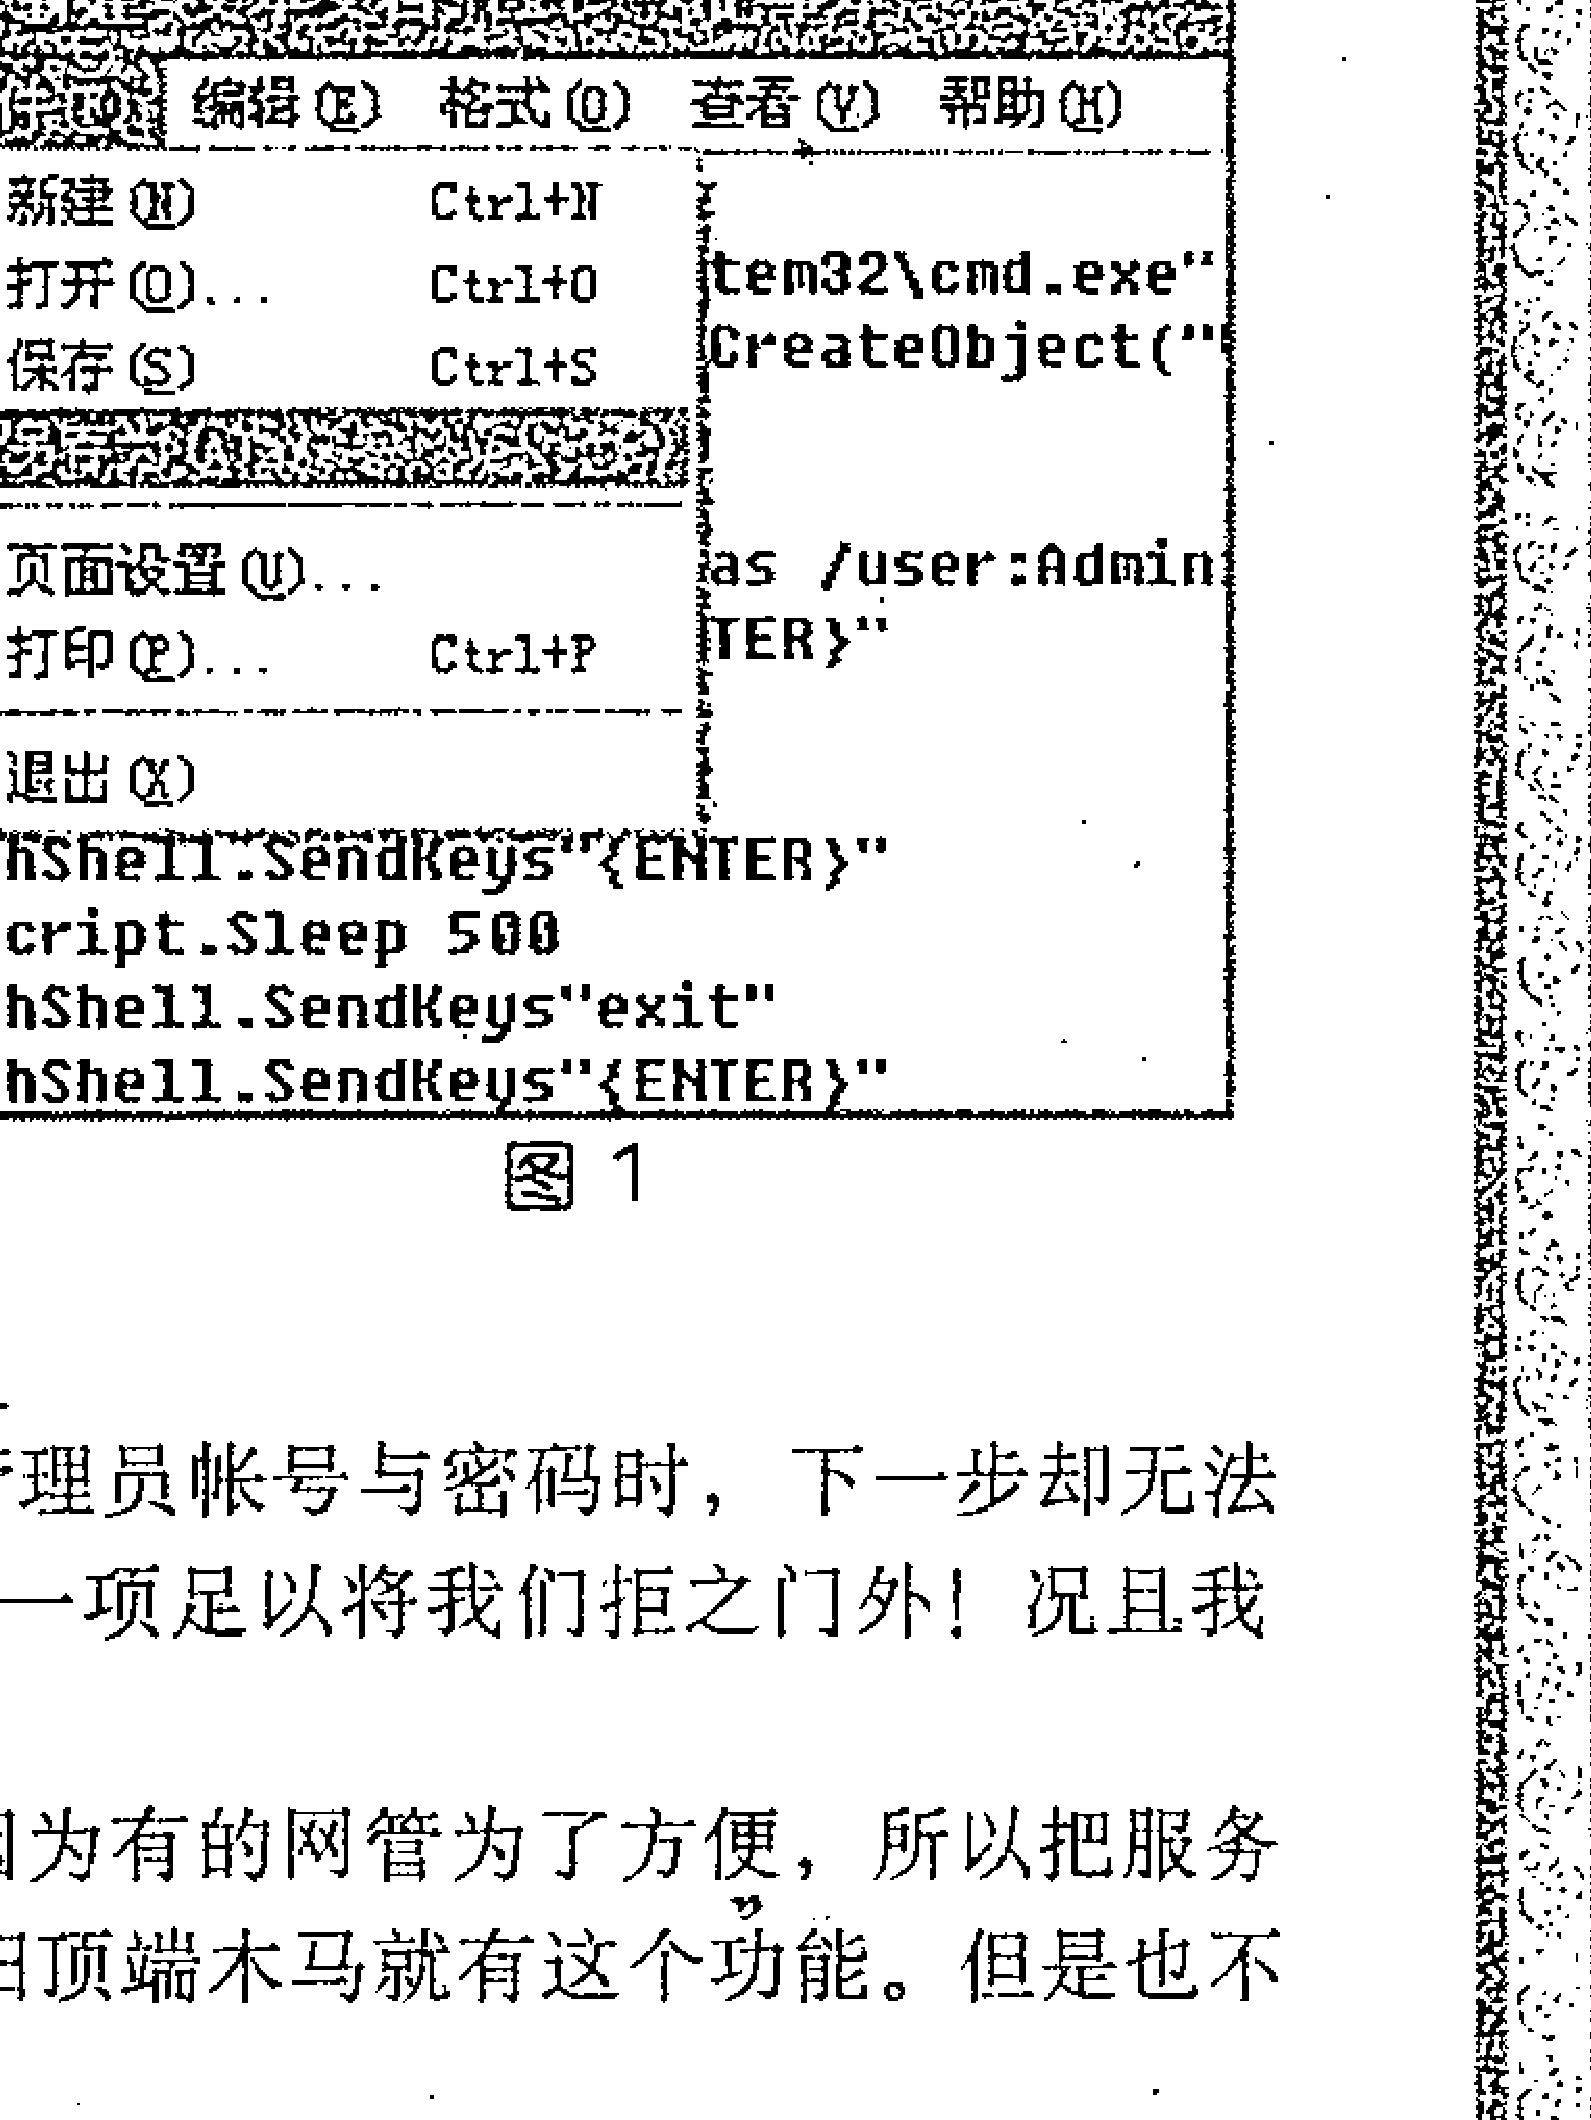 编辑(E) 格式(O) 查看(V) 帮助(H)
新建(N) Ctrl+N
打开(O)... Ctrl+O
tem32\cmd.exe"
CreateObject("
保存(S) Ctrl+S
页面设置(U)...
as /user:Admin
打印(P)... Ctrl+P
TER}"
退出(X)
hShell.SendKeys"{ENTER}"
cript.Sleep 500
hShell.SendKeys"exit"
hShell.SendKeys"{ENTER}"
图 1
理员帐号与密码时，下一步却无法
一项足以将我们拒之门外！况且我
为有的网管为了方便，所以把服务
顶端木马就有这个功能。但是也不